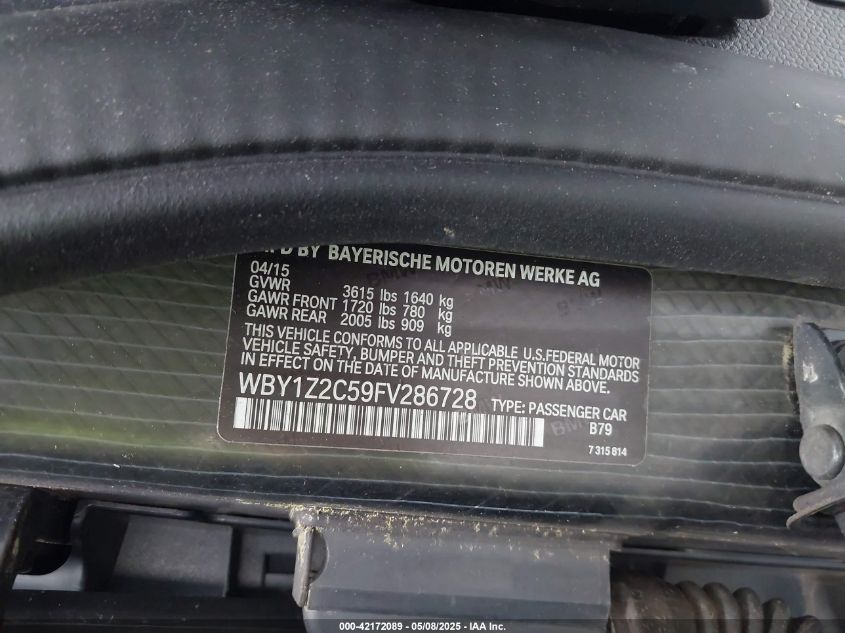 BY BAYERISCHE MOTOREN WERKE AG
04/15
GVWR 3615 lbs 1640 kg
GAWR FRONT 1720 lbs 780 kg
GAWR REAR 2005 lbs 909 kg
THIS VEHICLE CONFORMS TO ALL APPLICABLE U.S.FEDERAL MOTOR
VEHICLE SAFETY, BUMPER AND THEFT PREVENTION STANDARDS
IN EFFECT ON THE DATE OF MANUFACTURE SHOWN ABOVE.
WBY1Z2C59FV286728 TYPE: PASSENGER CAR
B79
7 315 814
000-42172089 - 05/08/2025 - IAA Inc.